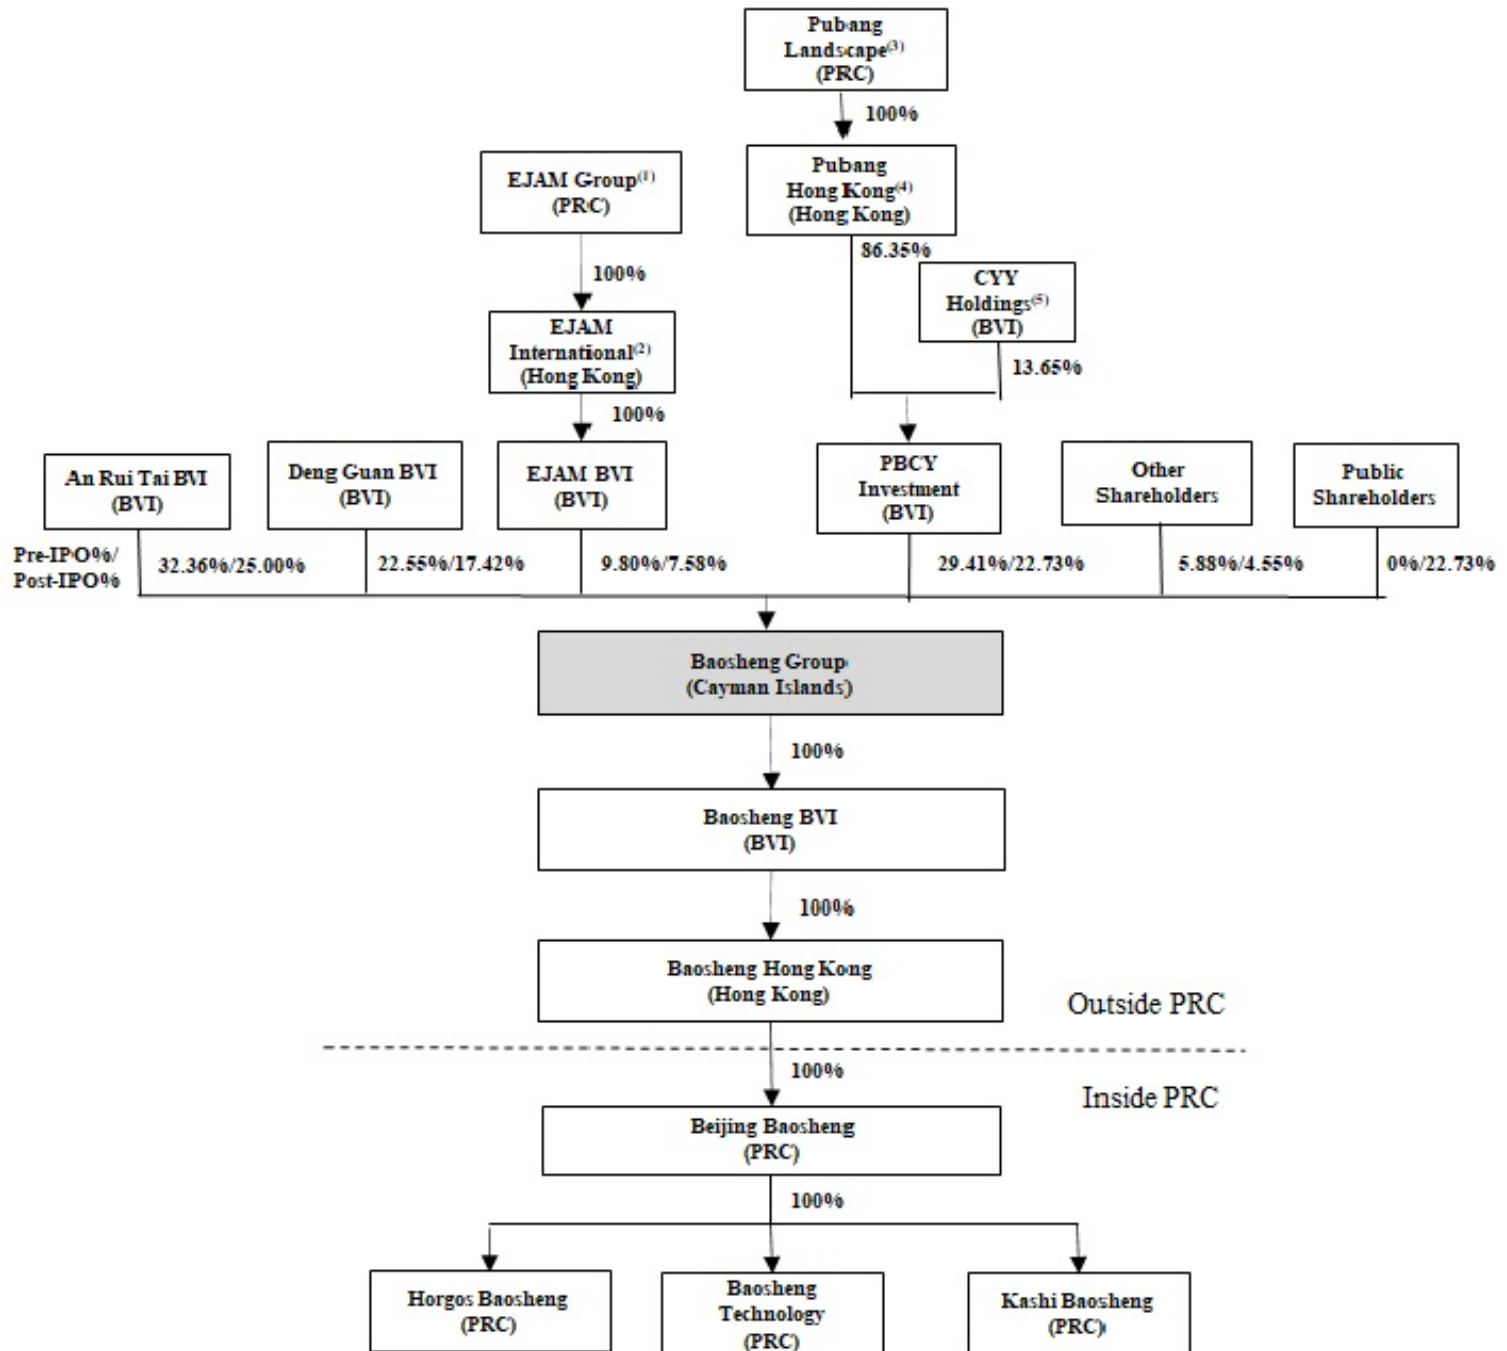 Pubang
Landscape(3)
(PRC)
100%
Pubang
Hong Kong(4)
(Hong Kong)
EJAM Group(1)
(PRC)
86.35%
100%
CYY
Holdings(5)
(BVI)
EJAM
International(2)
(Hong Kong)
13.65%
100%
An Rui Tai BVI
(BVI)
Deng Guan BVI
(BVI)
EJAM BVI
(BVI)
PBCY
Investment
(BVI)
Other
Shareholders
Public
Shareholders
Pre-IPO%/
Post-IPO%
32.36%/25.00%
22.55%/17.42%
9.80%/7.58%
29.41%/22.73%
5.88%/4.55%
0%/22.73%
Baosheng Group
(Cayman Islands)
100%
Baosheng BVI
(BVI)
100%
Baosheng Hong Kong
(Hong Kong)
Outside PRC
100%
Inside PRC
Beijing Baosheng
(PRC)
100%
Horgos Baosheng
(PRC)
Baosheng
Technology
(PRC)
Kashi Baosheng
(PRC)